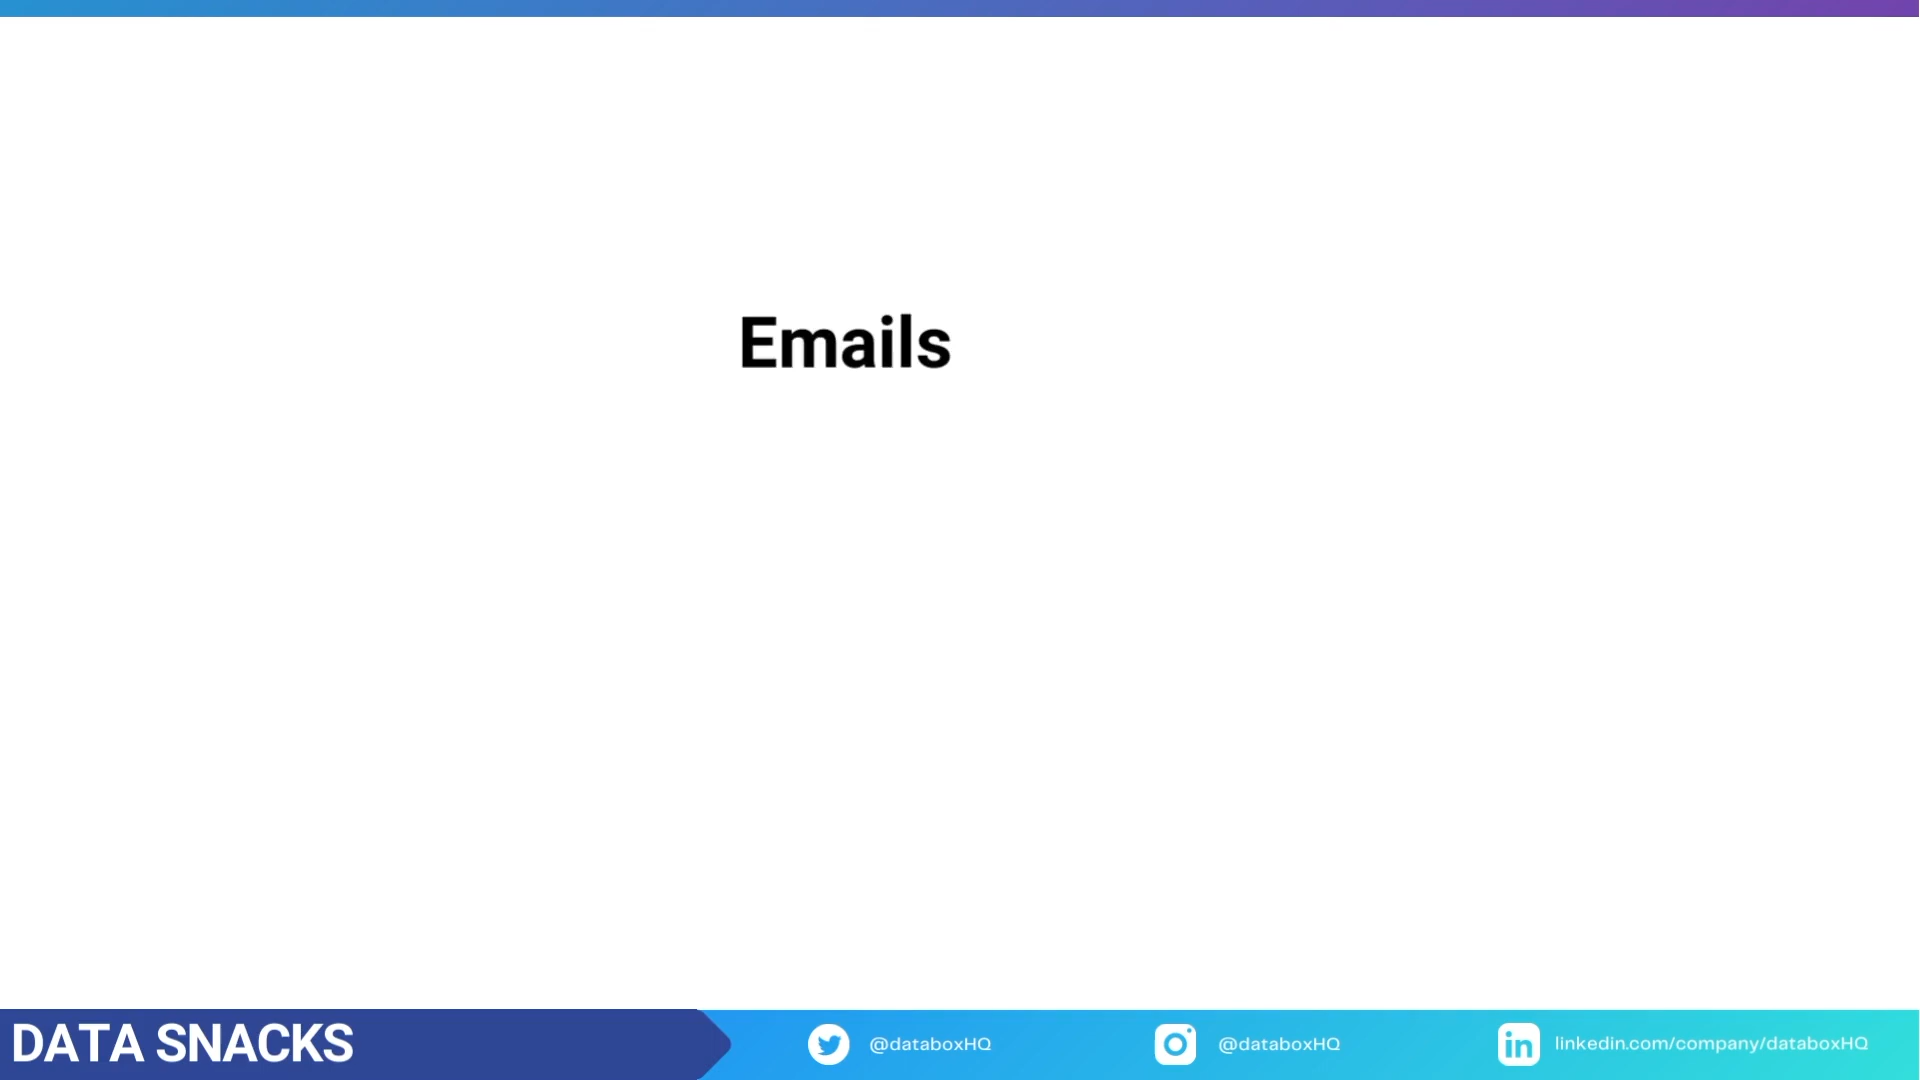 Emails
DATA SNACKS
@databoxHQ
@databoxHQ
linkedin.com/company/databoxHQ